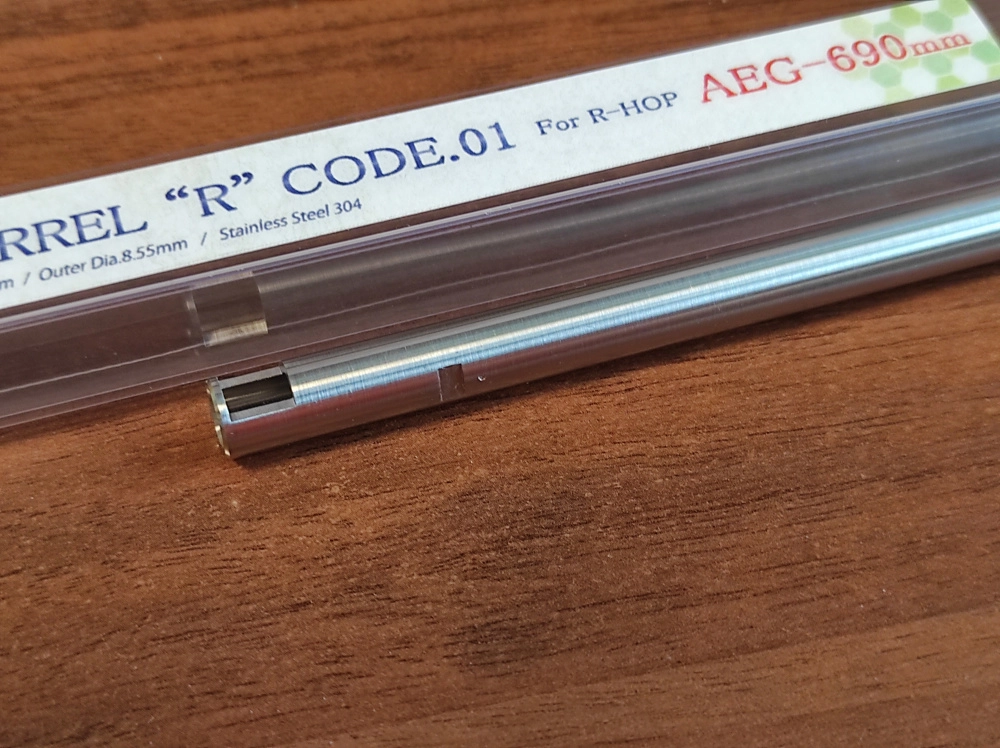 RREL “R” CODE.01 For R-HOP AEG-690mm
m / Outer Dia.8.55mm / Stainless Steel 304